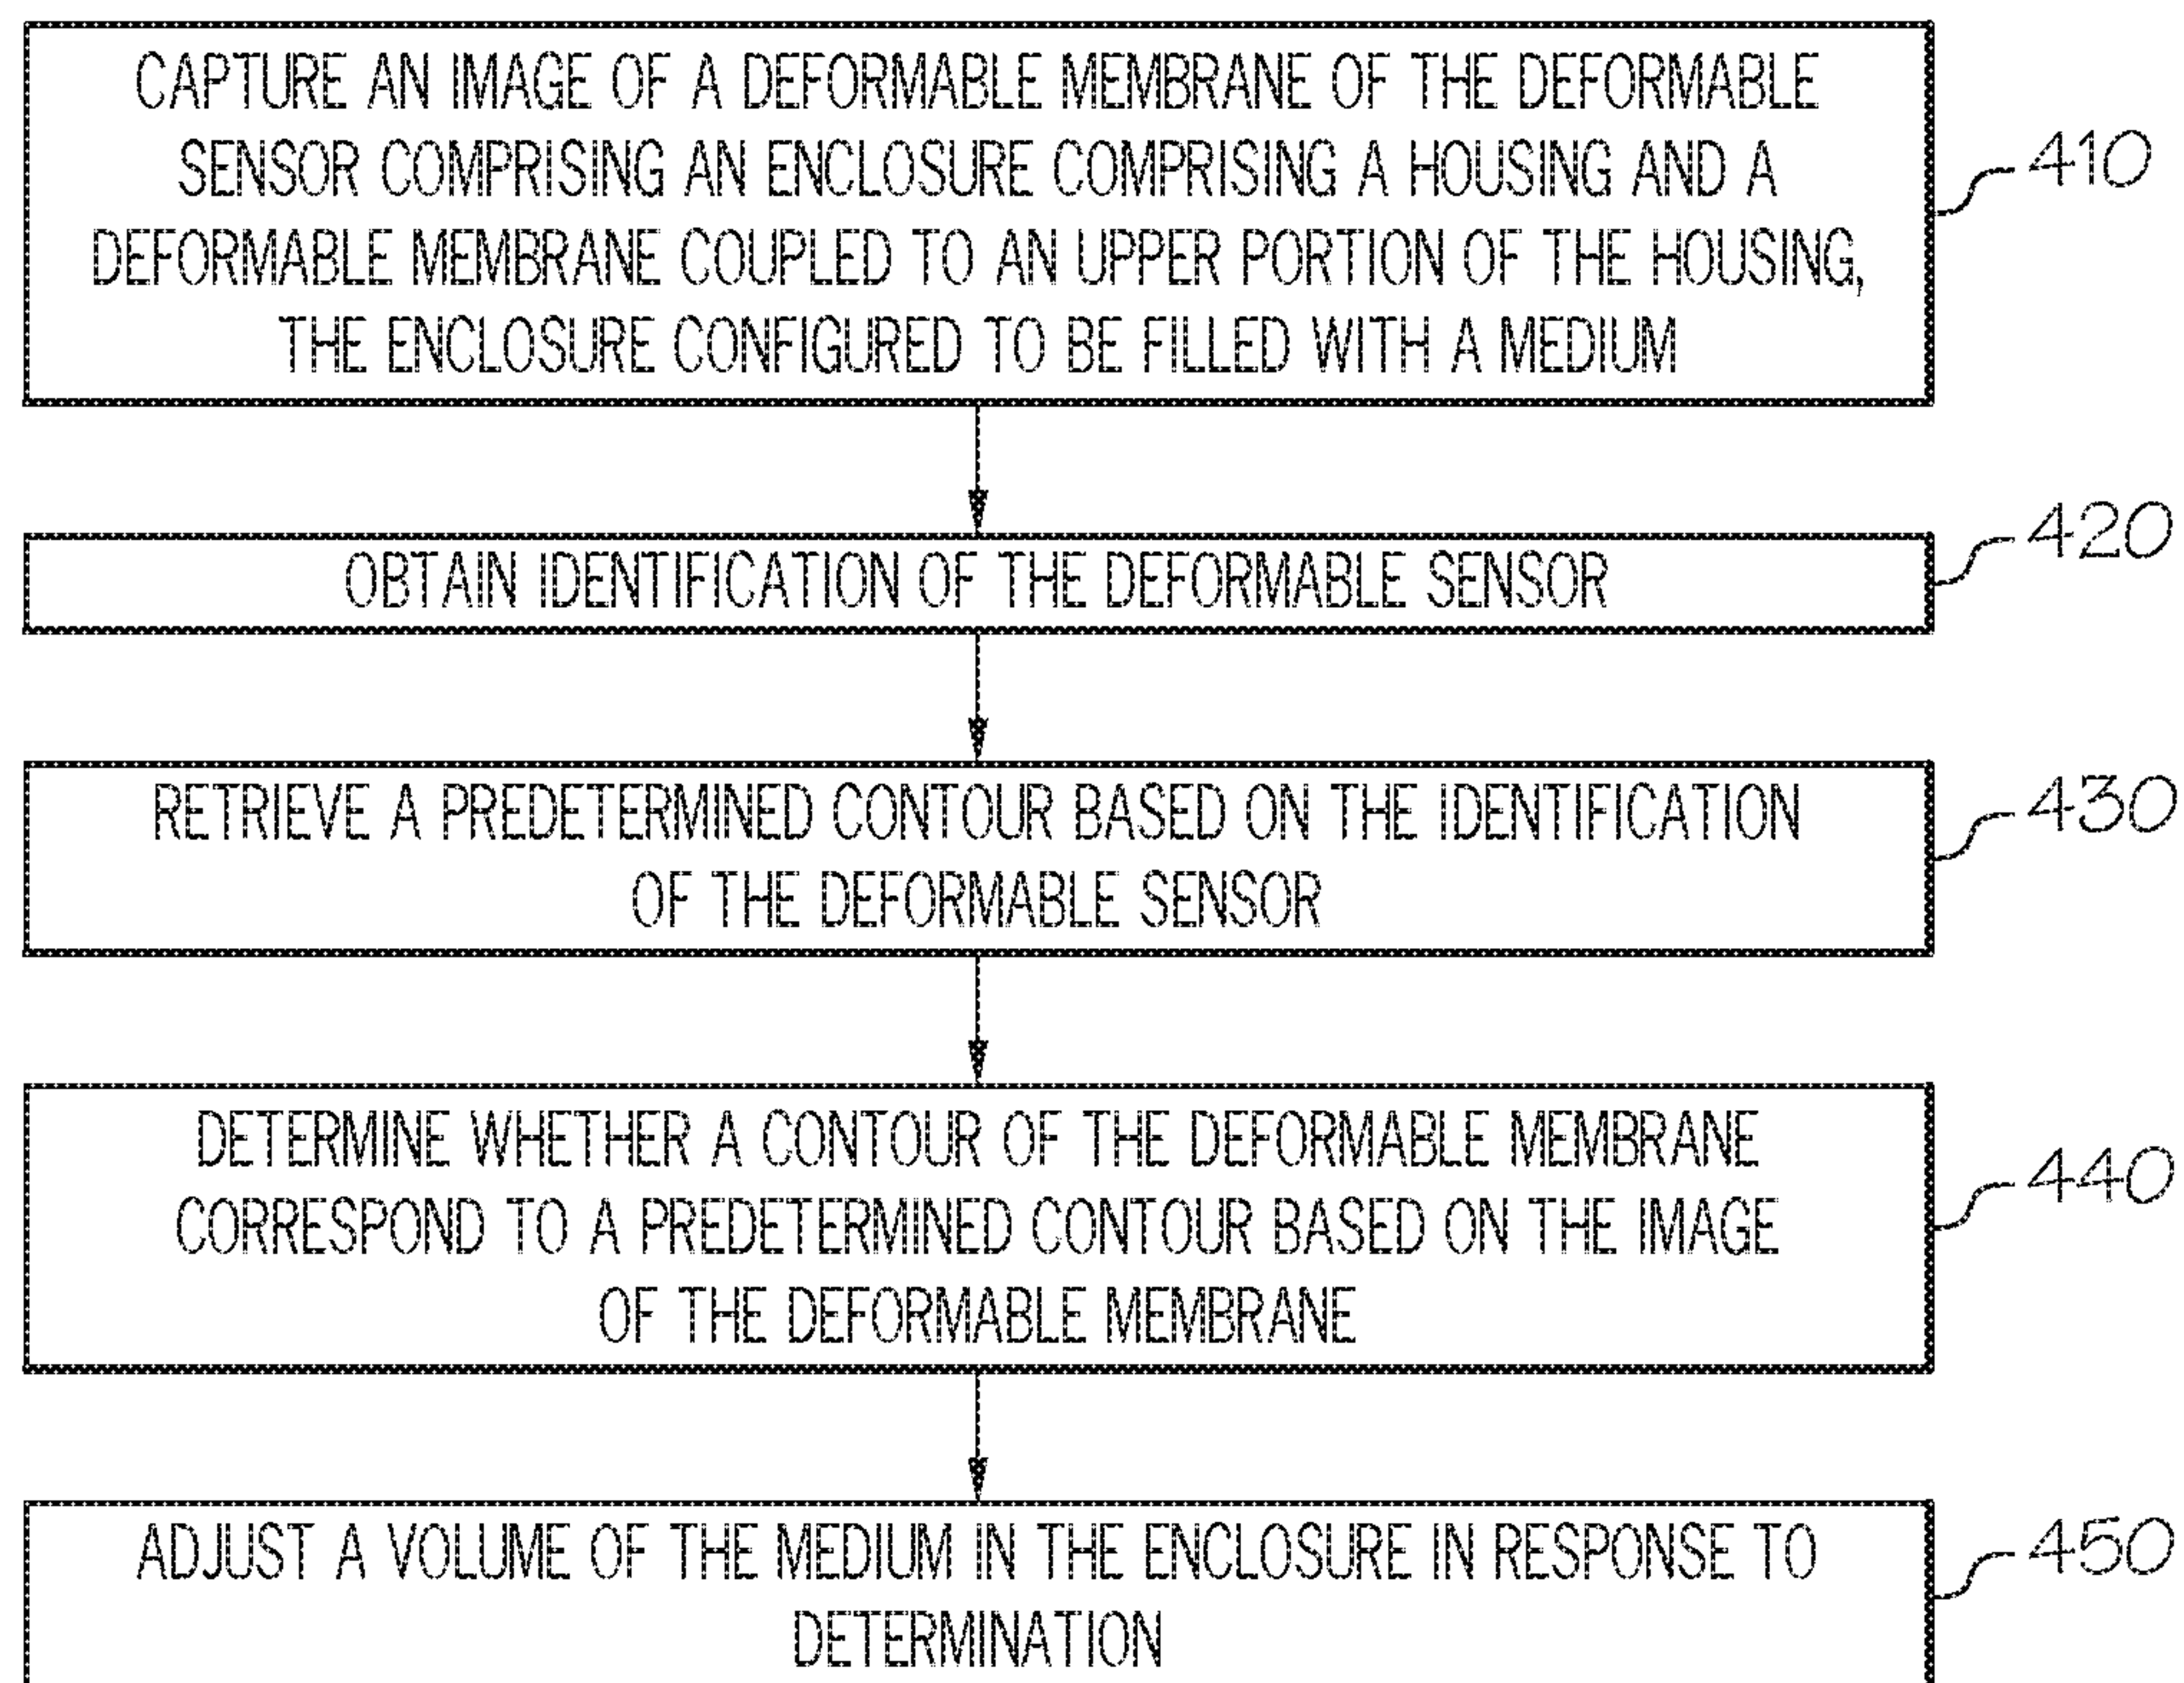 CAPTURE AN IMAGE OF A DEFORMABLE MEMBRANE OF THE DEFORMABLE
SENSOR COMPRISING AN ENCLOSURE COMPRISING A HOUSING AND A
DEFORMABLE MEMBRANE COUPLED TO AN UPPER PORTION OF THE HOUSING,
THE ENCLOSURE CONFIGURED TO BE FILLED WITH A MEDIUM
410
OBTAIN IDENTIFICATION OF THE DEFORMABLE SENSOR
420
RETRIEVE A PREDETERMINED CONTOUR BASED ON THE IDENTIFICATION
OF THE DEFORMABLE SENSOR
430
DETERMINE WHETHER A CONTOUR OF THE DEFORMABLE MEMBRANE
CORRESPOND TO A PREDETERMINED CONTOUR BASED ON THE IMAGE
OF THE DEFORMABLE MEMBRANE
440
ADJUST A VOLUME OF THE MEDIUM IN THE ENCLOSURE IN RESPONSE TO
DETERMINATION
450